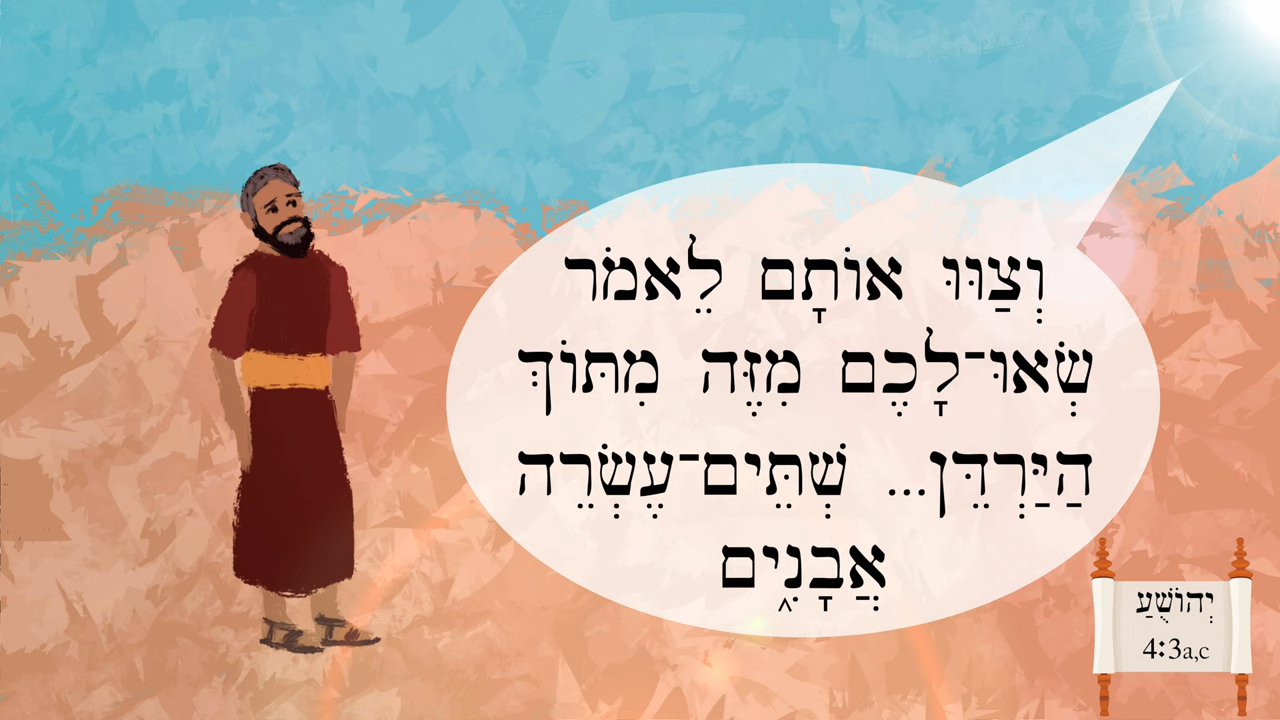 וְצַוּוּ אוֹתָם לֵאמֹר
שְׂאוּ־לָכֶם מִזֶּה מִתּוֹךְ
הַיַּרְדֵּן... שְׁתֵּים־עֶשְׂרֵה
אֲבָנִ֑ים
יְהוֹשֻׁעַ
4:3a,c